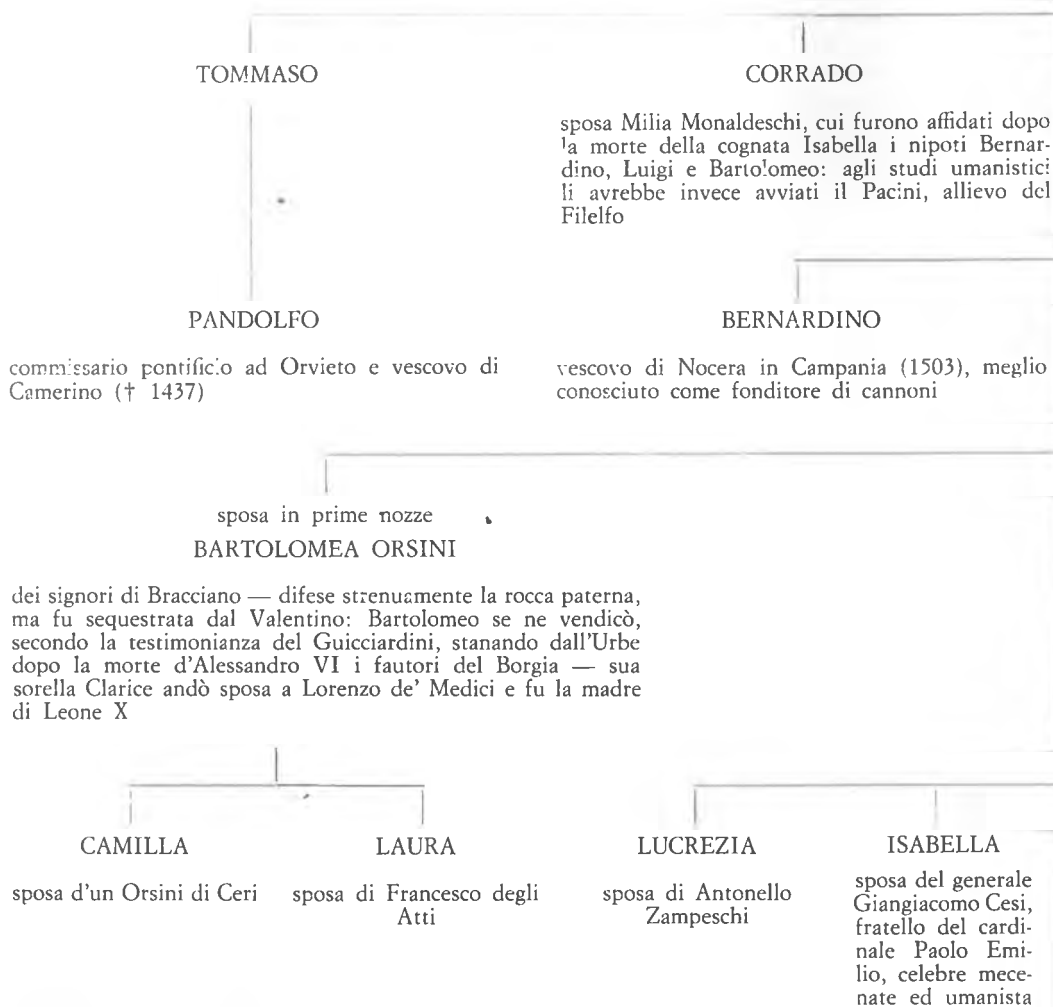 TOMMASO
CORRADO
sposa Milia Monaldeschi, cui furono affidati dopo
la morte della cognata Isabella i nipoti Bernar-
dino, Luigi e Bartolomeo: agli studi umanistici
li avrebbe invece avviati il Pacini, allievo del
Filelfo
PANDOLFO
commissario pontificio ad Orvieto e vescovo di
Camerino († 1437)
BERNARDINO
vescovo di Nocera in Campania (1503), meglio
conosciuto come fonditore di cannoni
sposa in prime nozze
BARTOLOMEA ORSINI
dei signori di Bracciano — difese strenuamente la rocca paterna,
ma fu sequestrata dal Valentino: Bartolomeo se ne vendicò,
secondo la testimonianza del Guicciardini, stanando dall'Urbe
dopo la morte d'Alessandro VI i fautori del Borgia — sua
sorella Clarice andò sposa a Lorenzo de' Medici e fu la madre
di Leone X
CAMILLA
sposa d'un Orsini di Ceri
LAURA
sposa di Francesco degli
Atti
LUCREZIA
sposa di Antonello
Zampeschi
ISABELLA
sposa del generale
Giangiacomo Cesi,
fratello del cardi-
nale Paolo Emi-
lio, celebre mece-
nate ed umanista